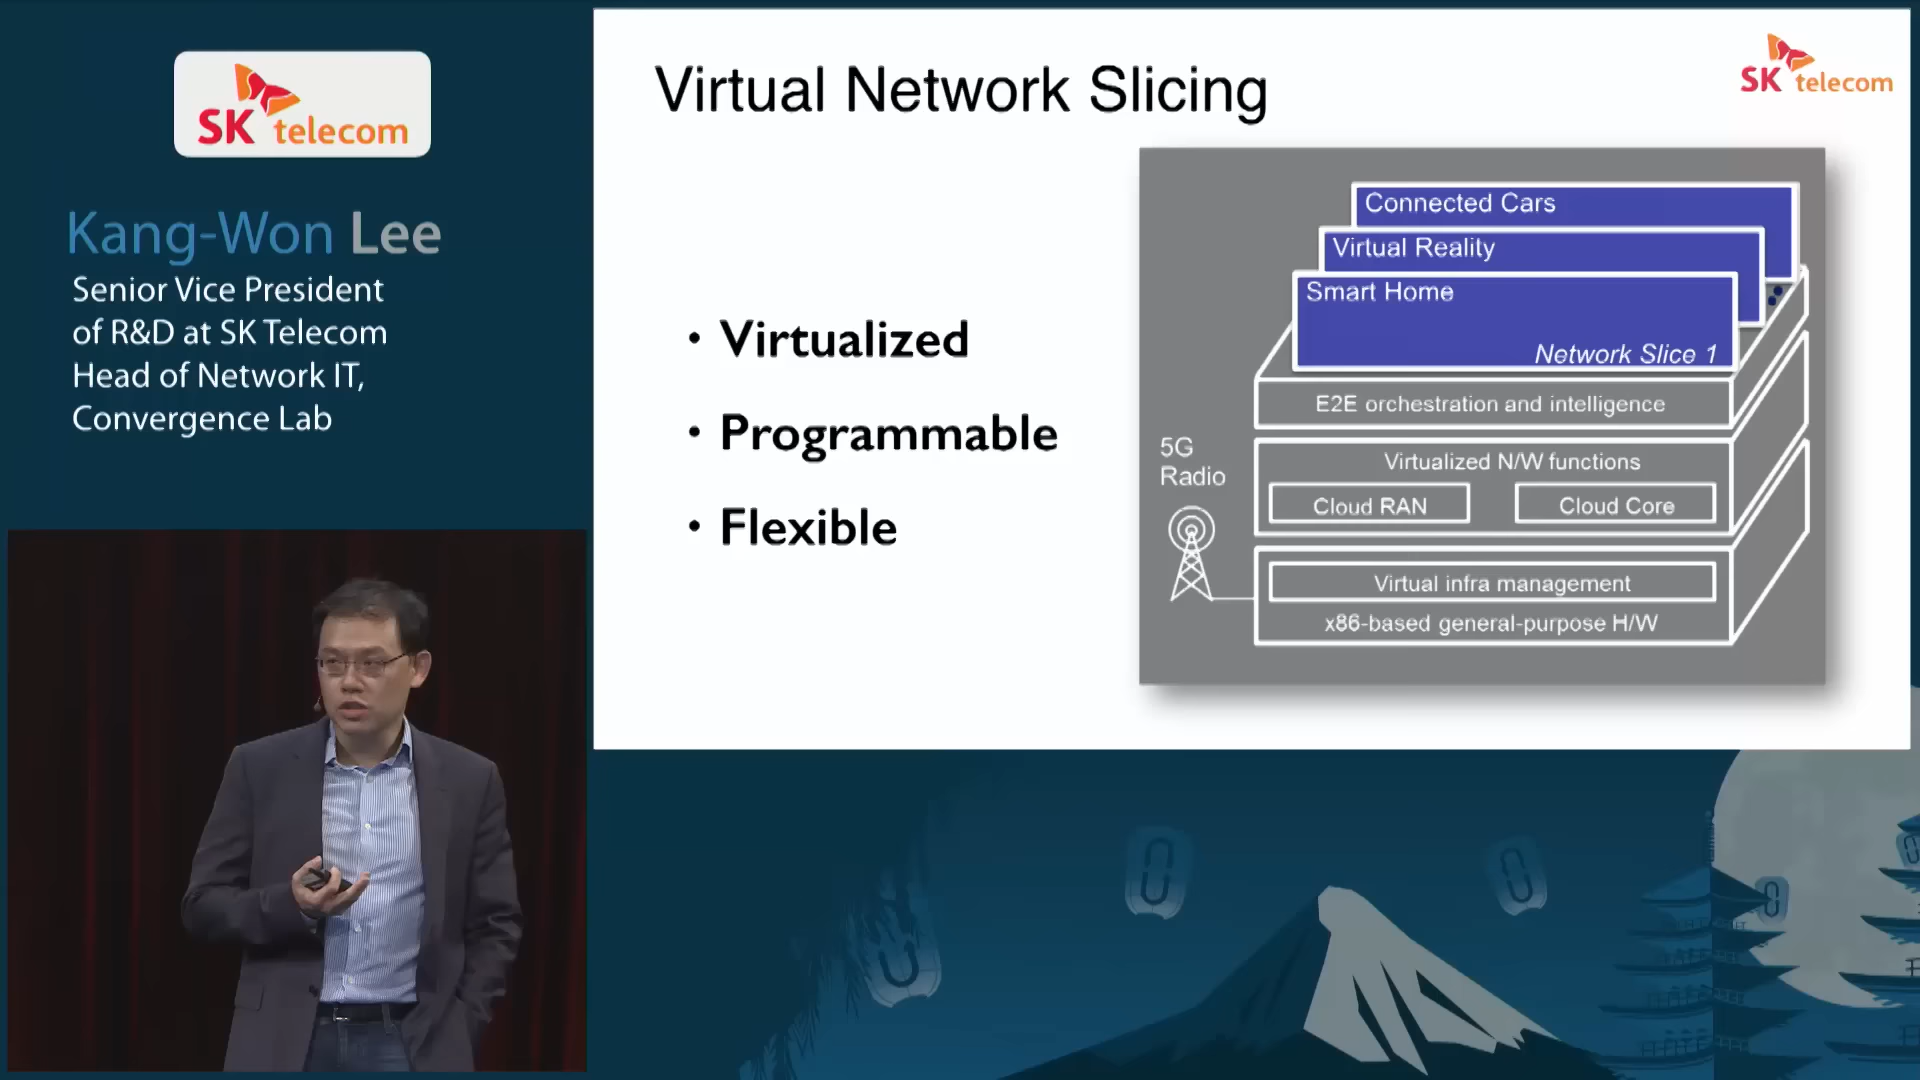 SK telecom
Kang-Won Lee
Senior Vice President
of R&D at SK Telecom
Head of Network IT,
Convergence Lab
Virtual Network Slicing
SK telecom
• Virtualized
• Programmable
• Flexible
Connected Cars
Virtual Reality
Smart Home
Network Slice 1
E2E orchestration and intelligence
5G
Radio
Virtualized N/W functions
Cloud RAN
Cloud Core
Virtual infra management
x86-based general-purpose H/W